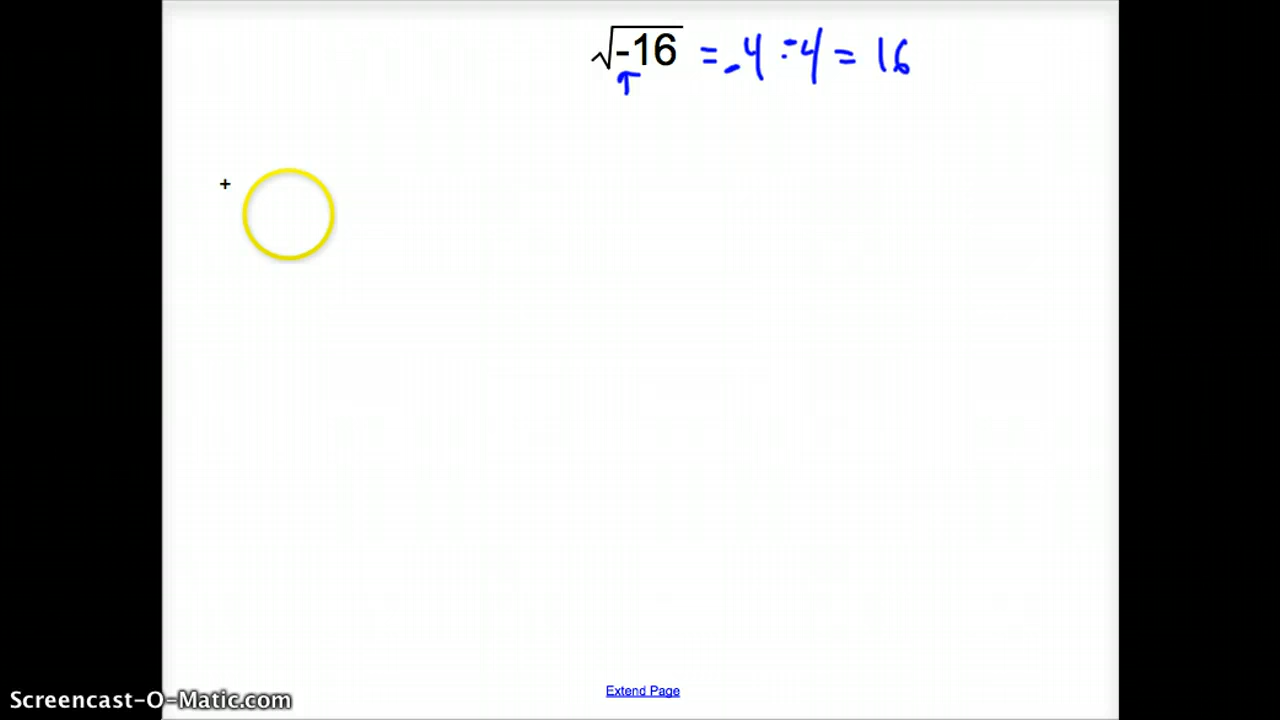 √-16 = -4 · -4 = 16
Extend Page
Screencast-O-Matic.com